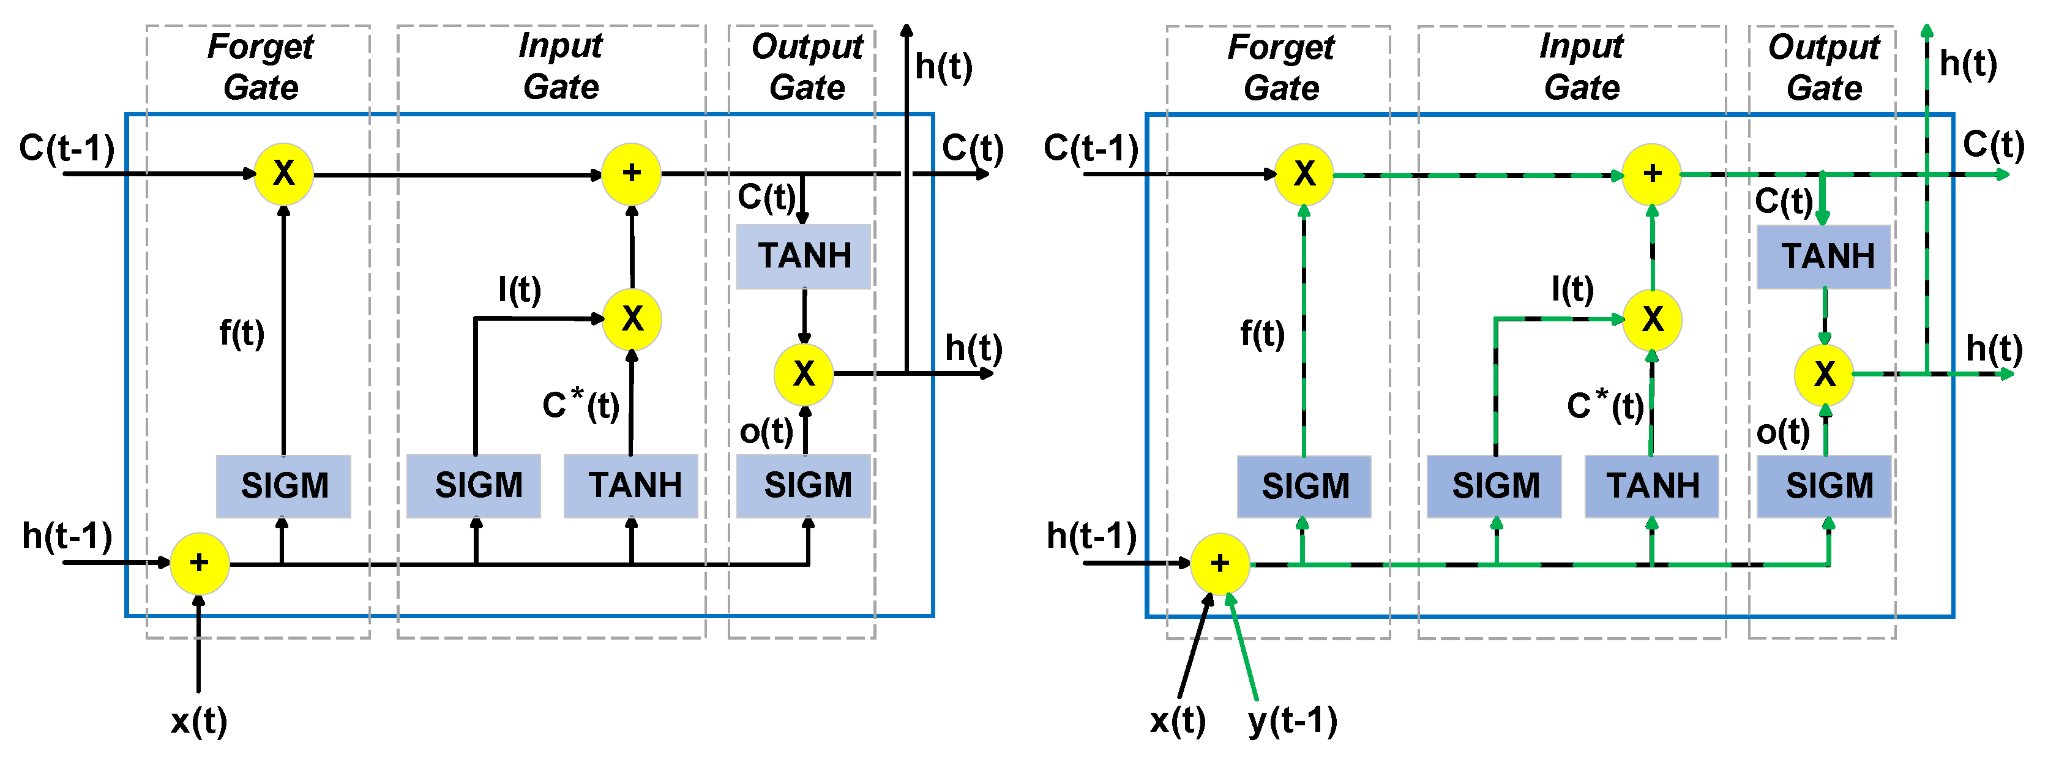 Forget
Gate
Input
Gate
Output
Gate
h(t)
C(t-1)
X
+
C(t)
C(t)
TANH
I(t)
X
f(t)
h(t)
X
C*(t)
o(t)
SIGM
SIGM
TANH
SIGM
h(t-1)
+
x(t)
Forget
Gate
Input
Gate
Output
Gate
h(t)
C(t-1)
X
+
C(t)
C(t)
TANH
I(t)
X
f(t)
h(t)
X
C*(t)
o(t)
SIGM
SIGM
TANH
SIGM
h(t-1)
+
x(t)
y(t-1)